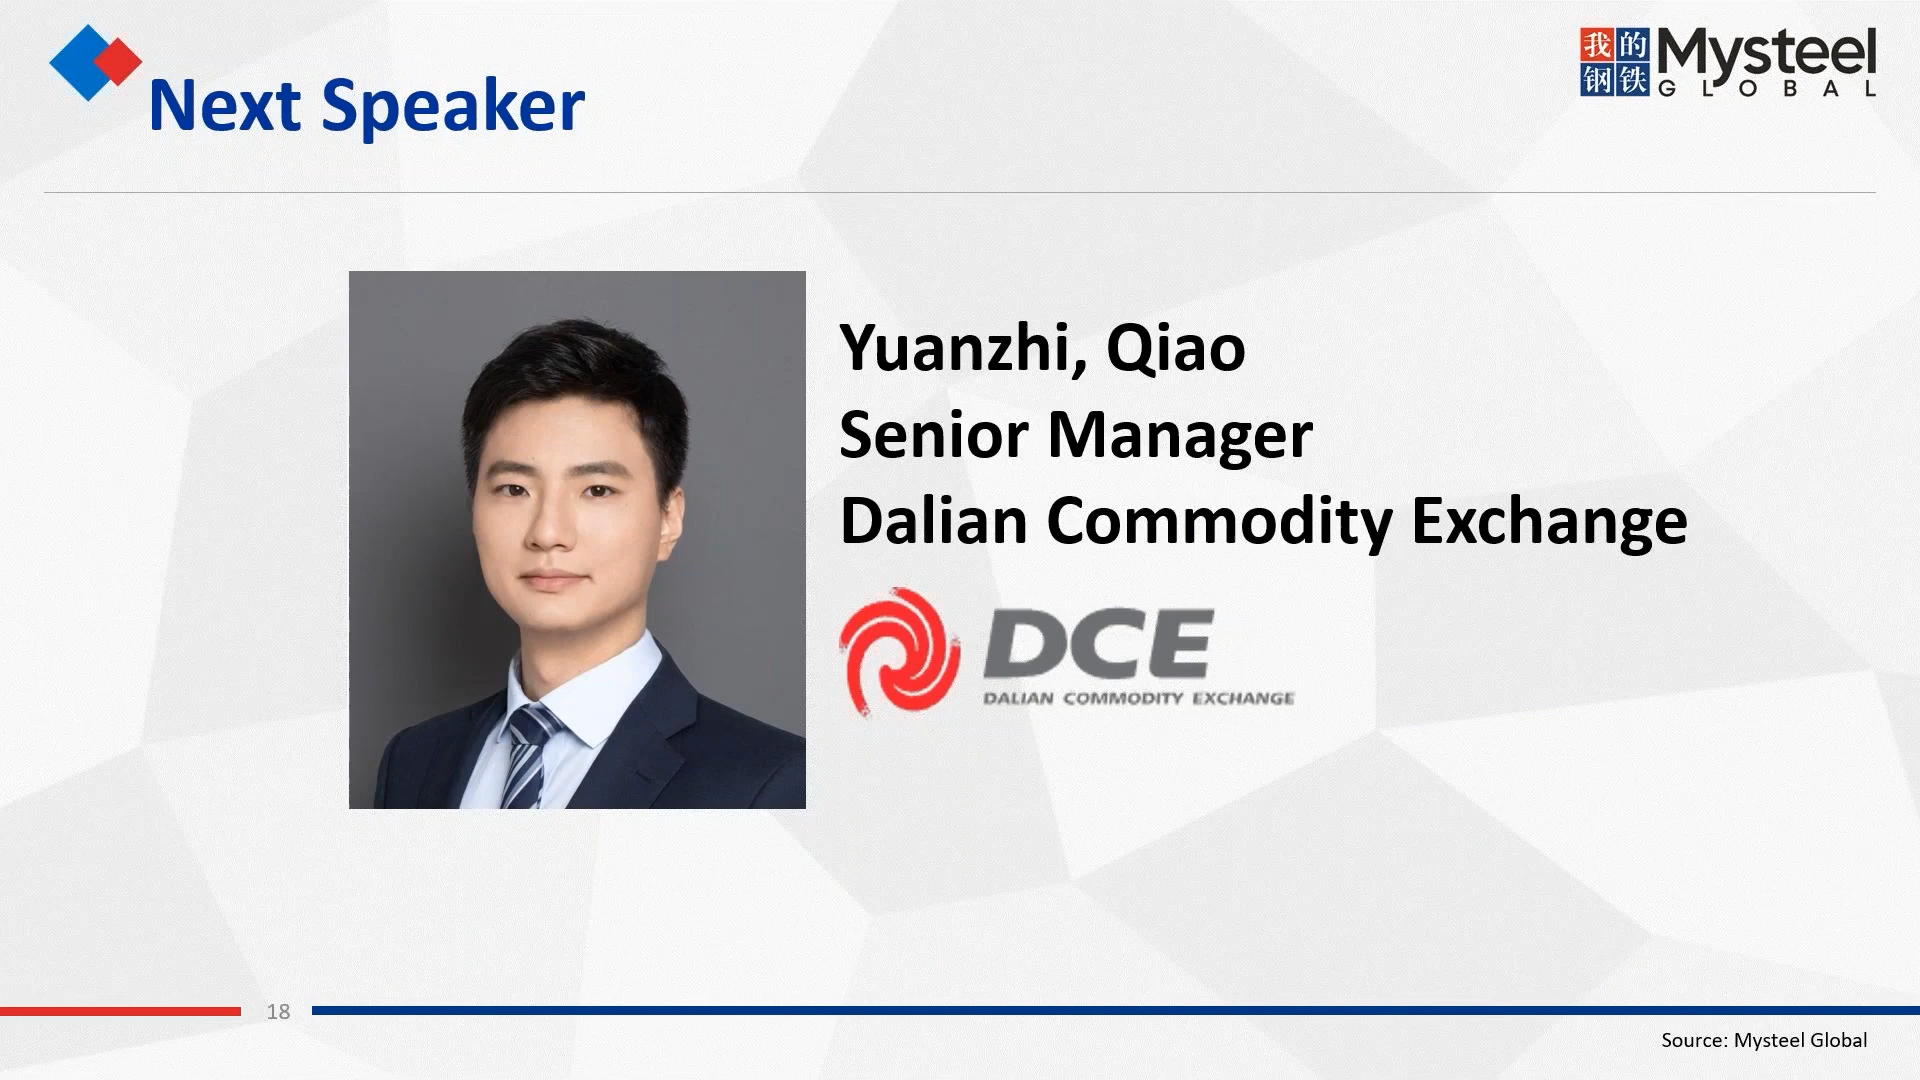 Next Speaker
我的
钢铁
Mysteel
GLOBAL
Yuanzhi, Qiao
Senior Manager
Dalian Commodity Exchange
DCE
DALIAN COMMODITY EXCHANGE
18
Source: Mysteel Global